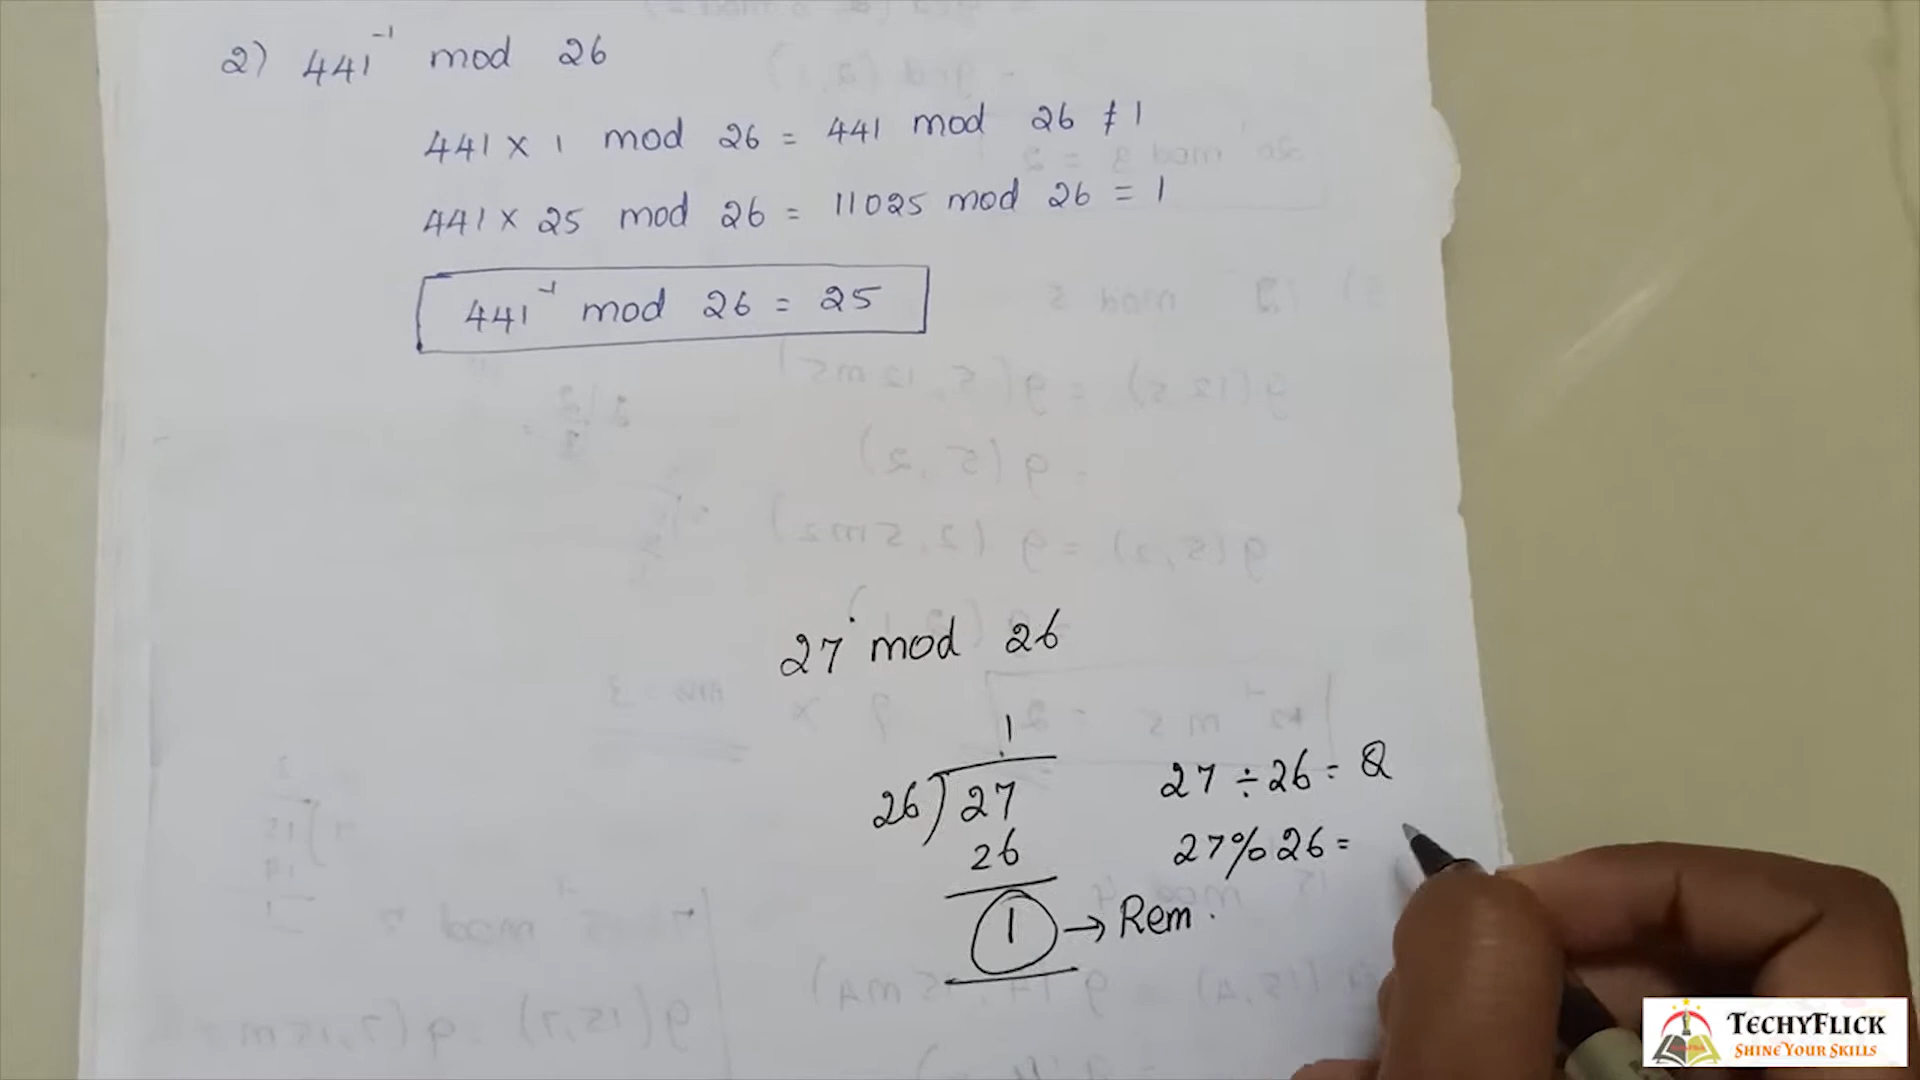 2) 441⁻¹ mod 26
441 × 1 mod 26 = 441 mod 26 ≠ 1
441 × 25 mod 26 = 11025 mod 26 = 1
441⁻¹ mod 26 = 25
27 mod 26
1
26) 27
26
1 → Rem.
27 ÷ 26 = Q
27 % 26 =
TECHYFLICK
SHINE YOUR SKILLS